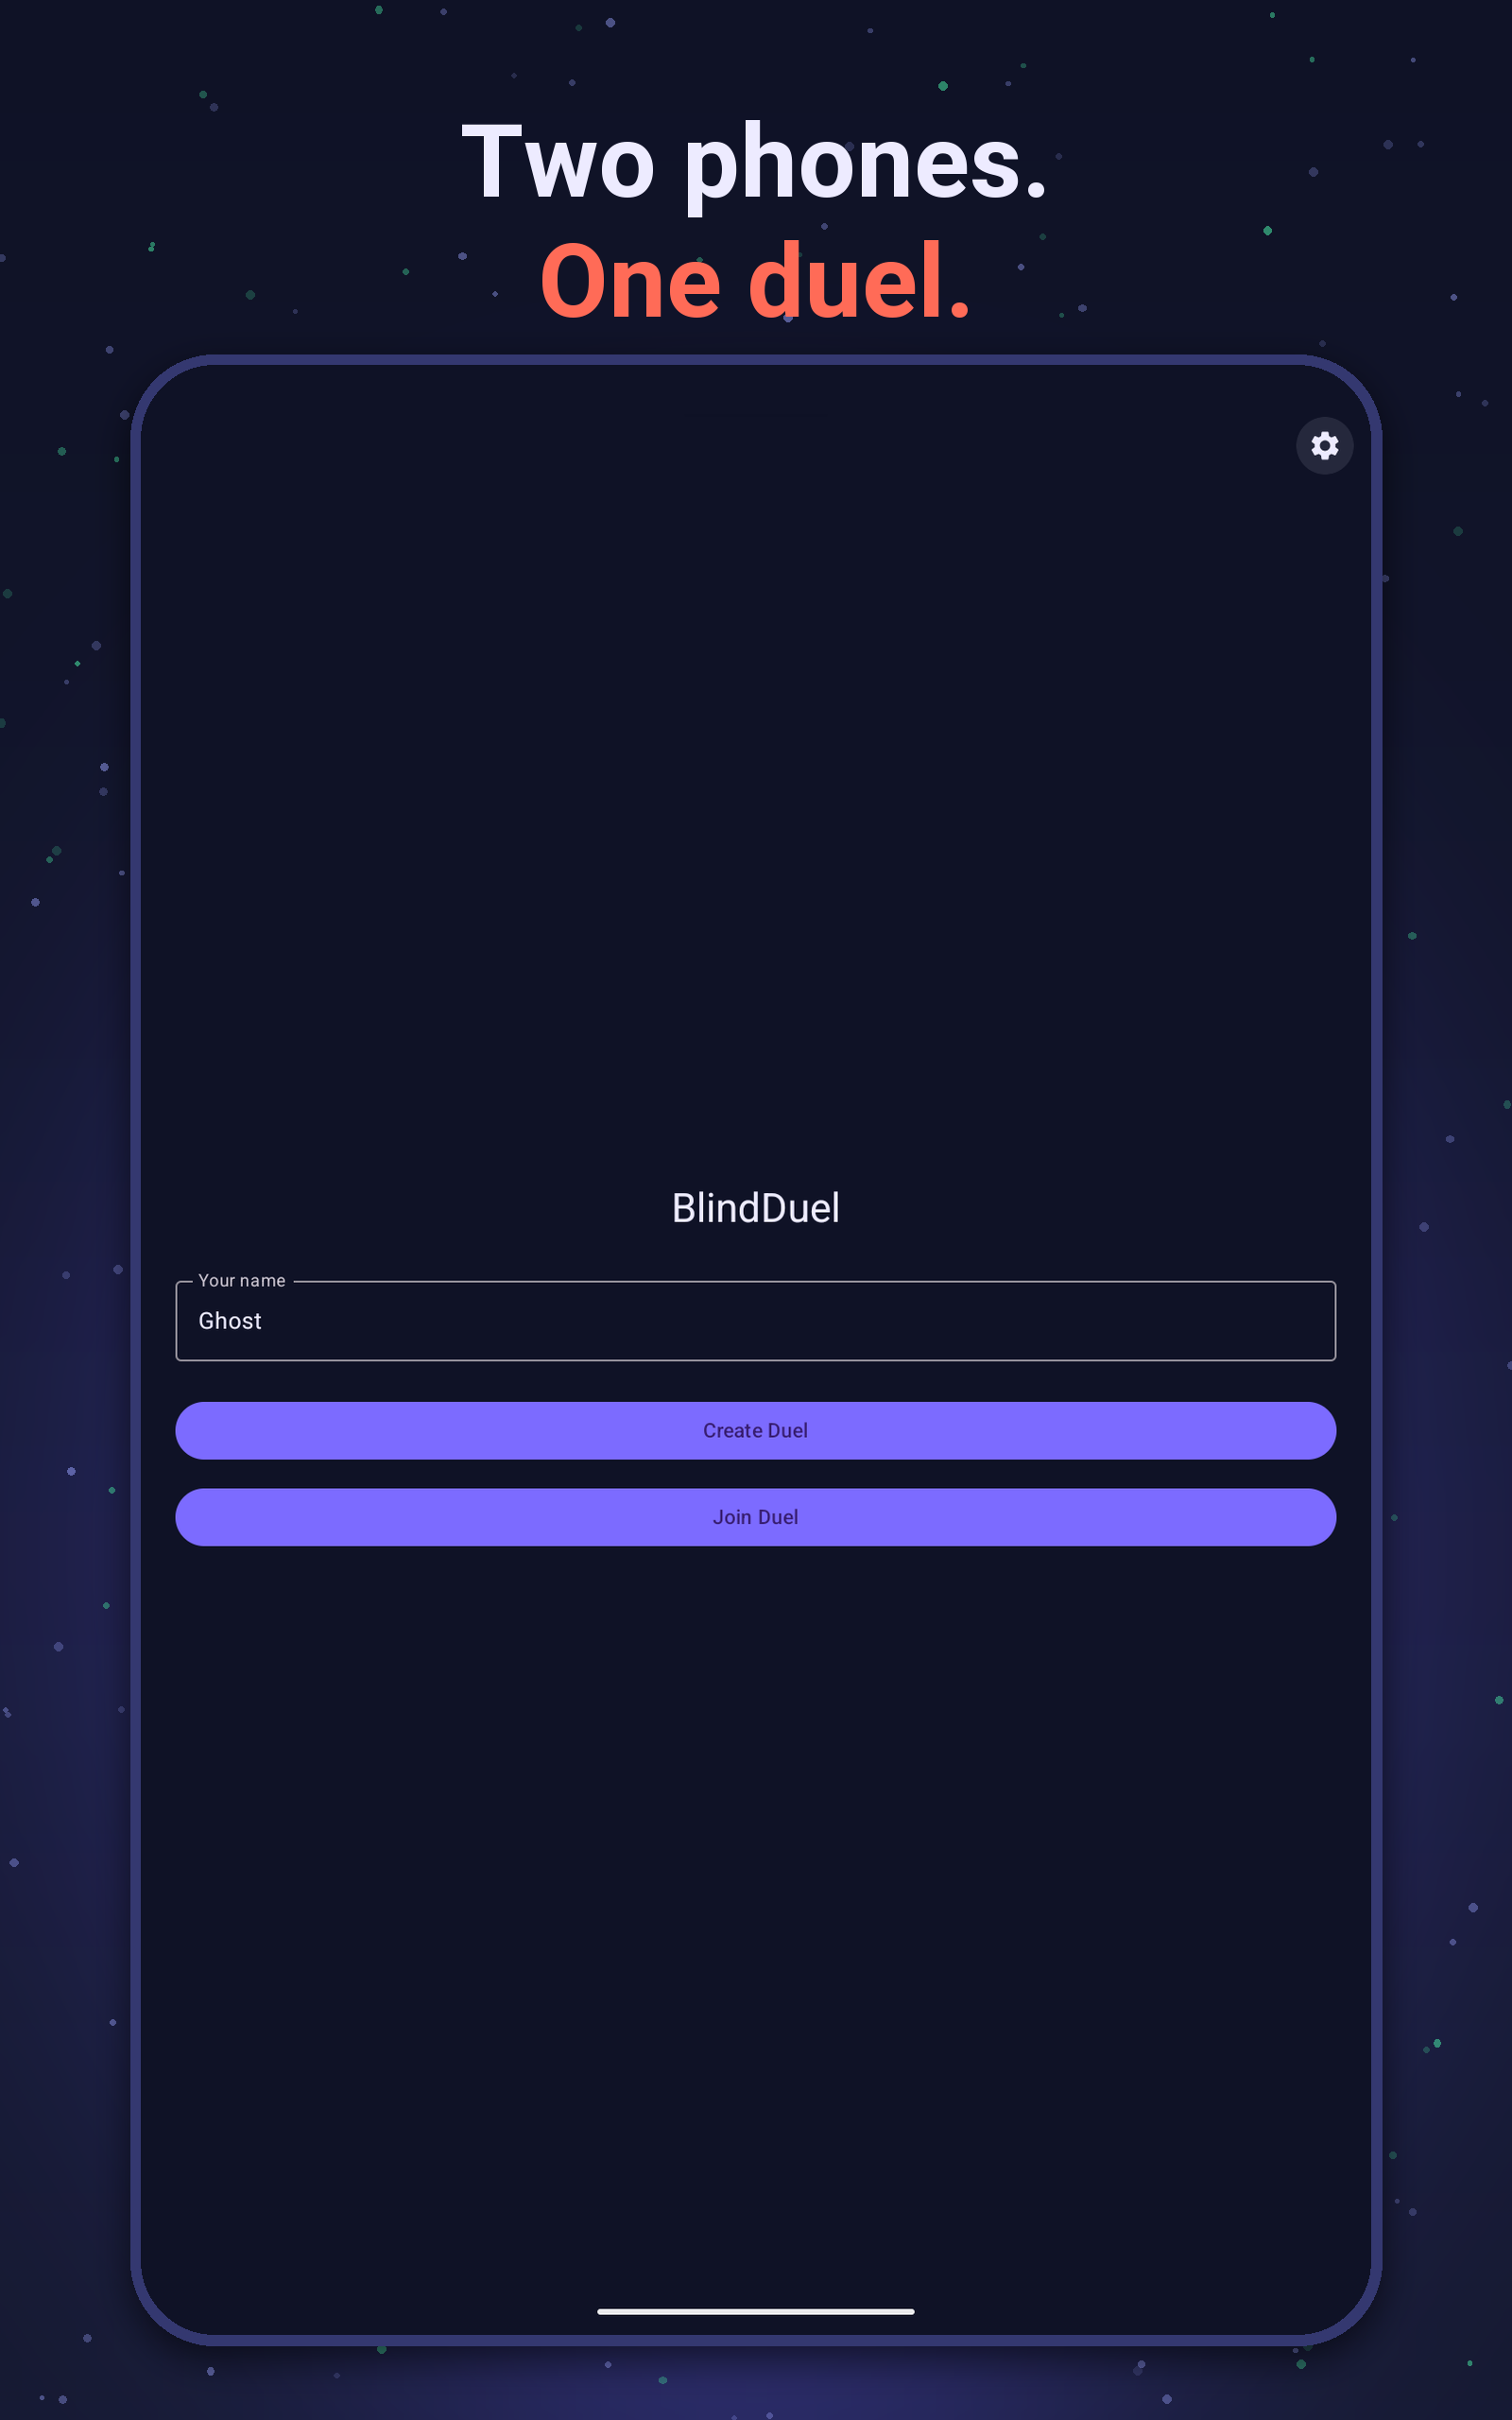 Two phones.
One duel.
BlindDuel
Your name
Ghost
Create Duel
Join Duel